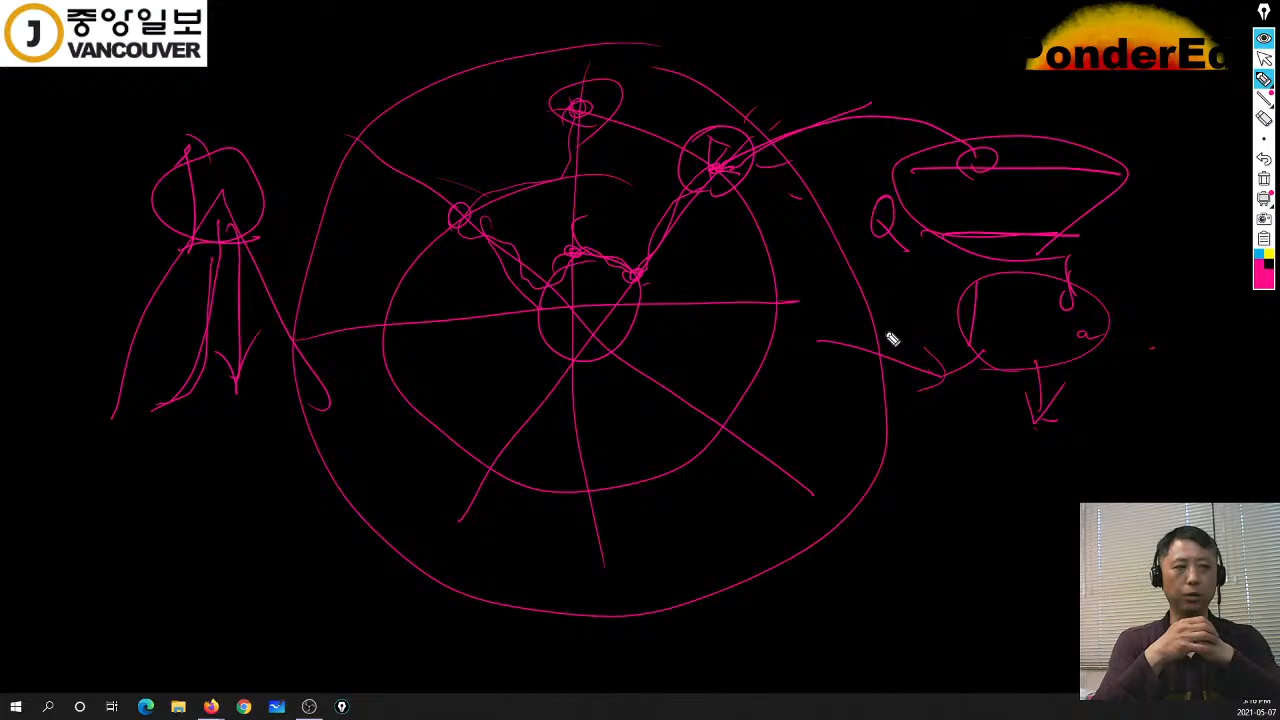 J 중앙일보
VANCOUVER
PonderEd
Q
a
2021-05-07